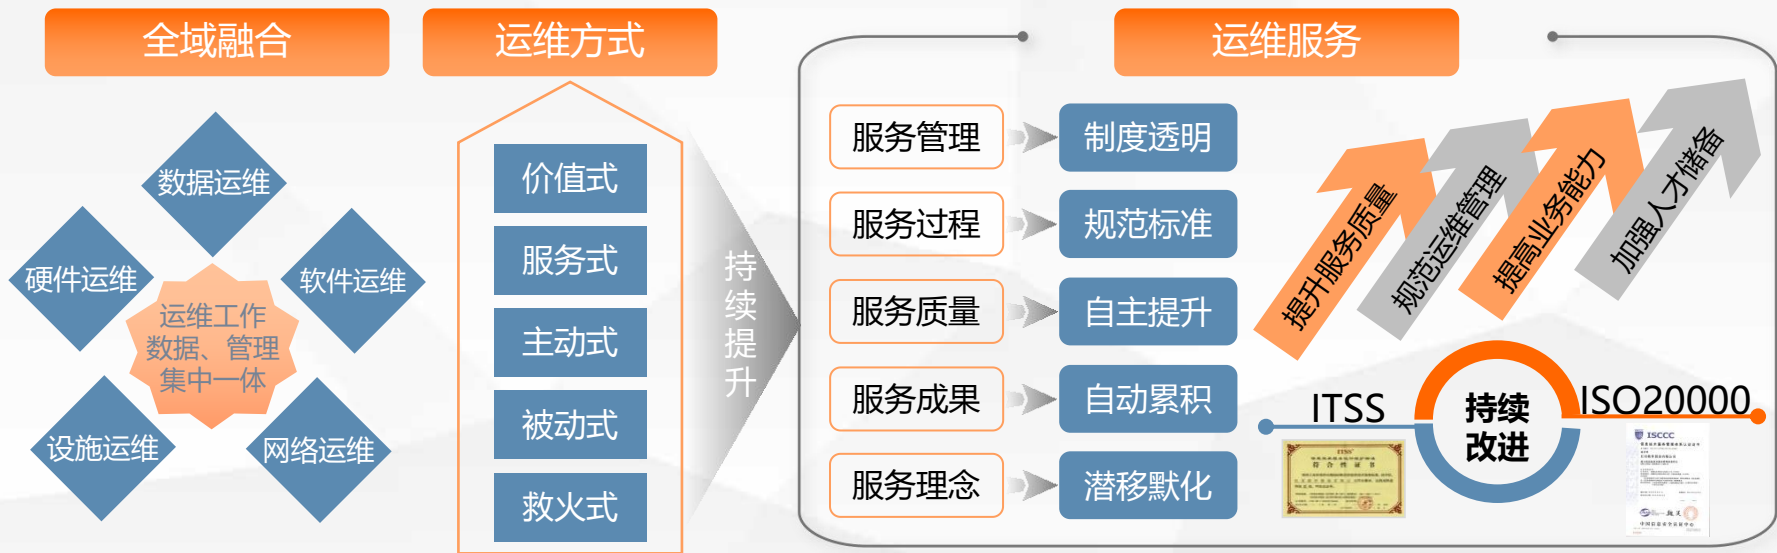 全域融合
运维方式
运维服务
数据运维
硬件运维
软件运维
运维工作
数据、管理
集中一体
设施运维
网络运维
价值式
服务式
主动式
被动式
救火式
持续提升
服务管理
制度透明
服务过程
规范标准
服务质量
自主提升
服务成果
自动累积
服务理念
潜移默化
提升服务质量
规范运维管理
提高业务能力
加强人才储备
ITSS
持续
改进
ISO20000
ITSS
符合性证书
ISCCC